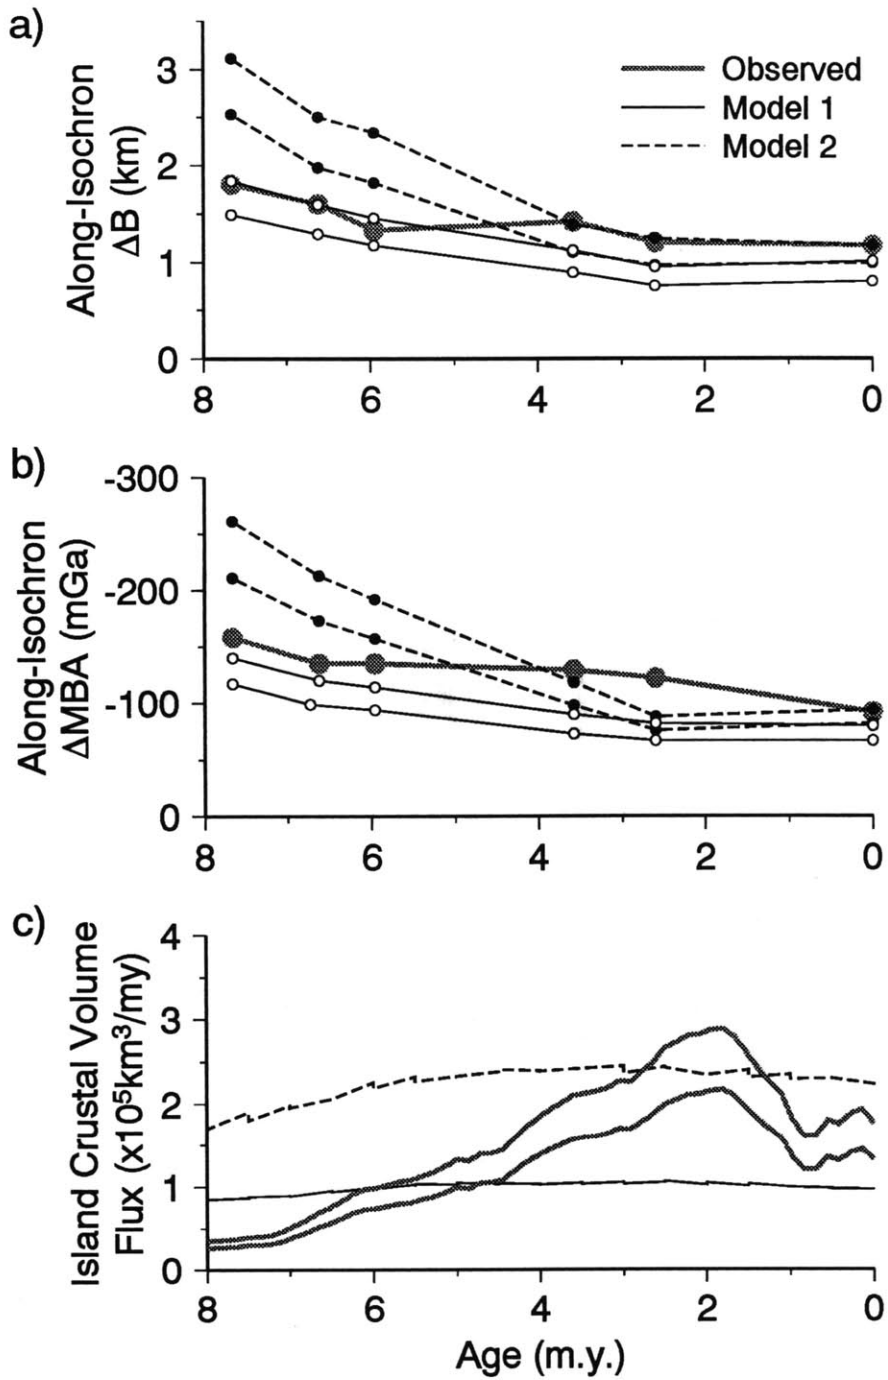 a)
Along-Isochron
ΔB (km)
3
2
1
0
Observed
Model 1
Model 2
8 6 4 2 0
b)
Along-Isochron
ΔMBA (mGa)
-300
-200
-100
0
8 6 4 2 0
c)
Island Crustal Volume
Flux (x10⁵km³/my)
4
3
2
1
0
8 6 4 2 0
Age (m.y.)